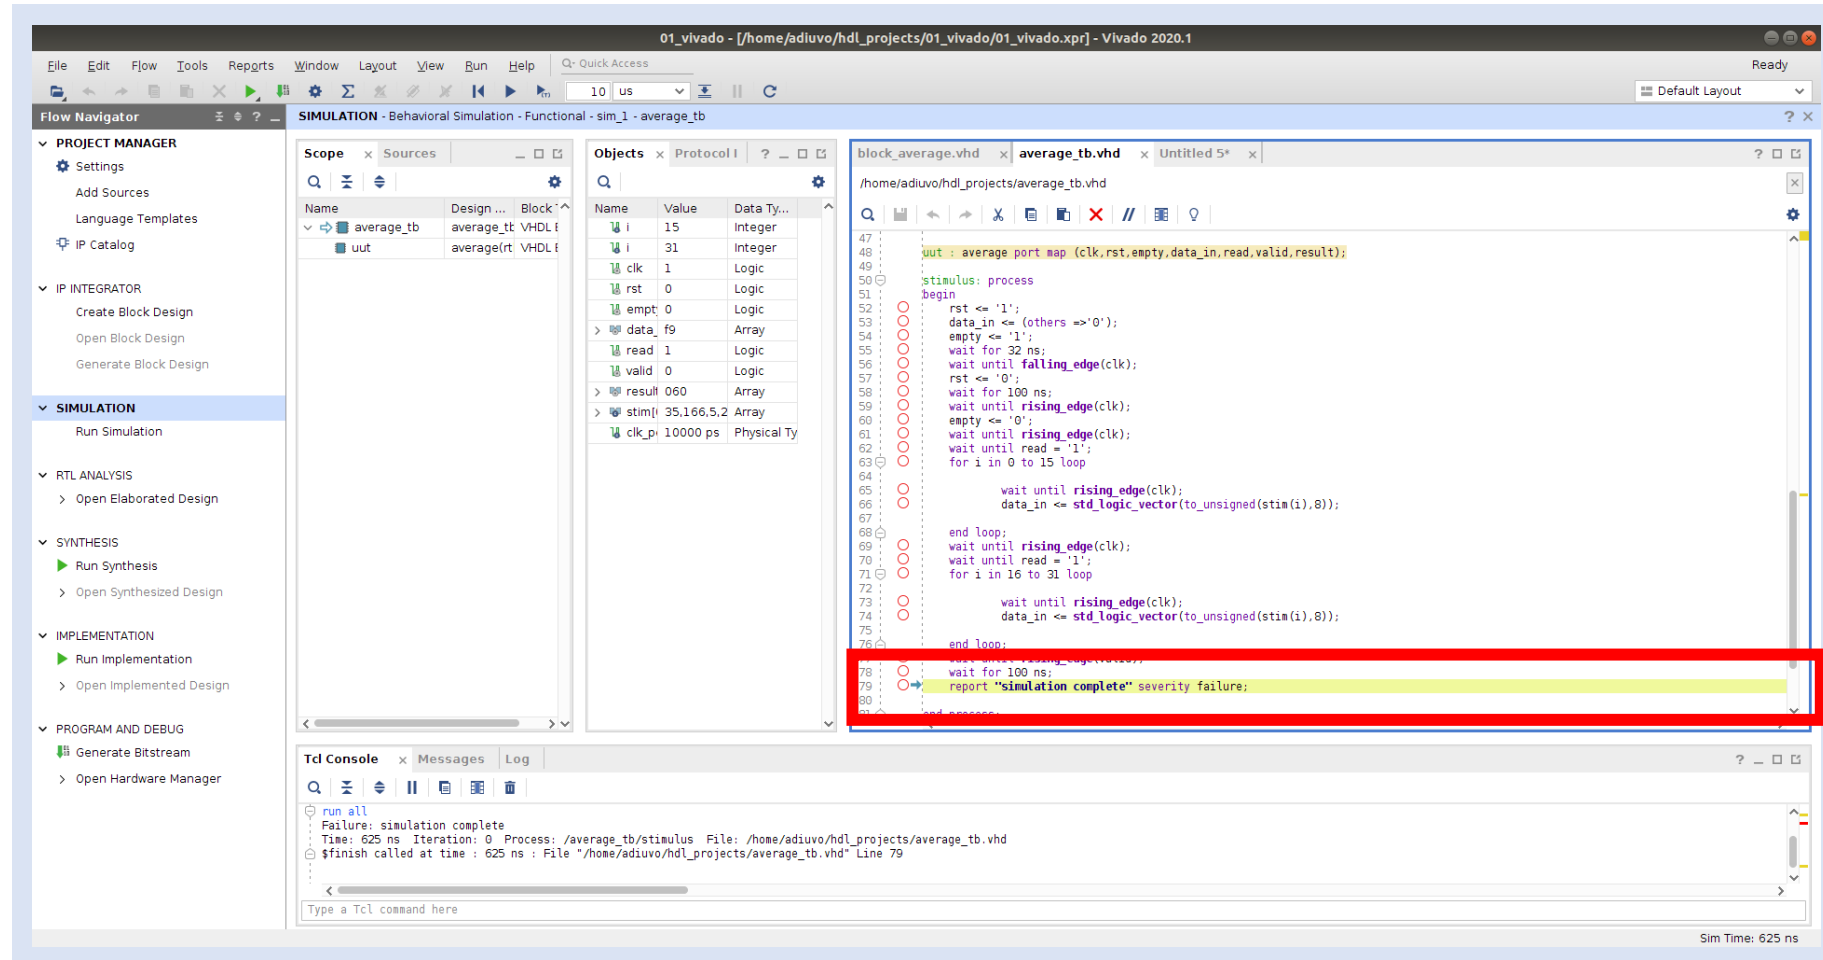 01_vivado - [/home/adiuvo/hdl_projects/01_vivado/01_vivado.xpr] - Vivado 2020.1
File Edit Flow Tools Reports Window Layout View Run Help Quick Access Ready
10 us Default Layout
Flow Navigator
SIMULATION - Behavioral Simulation - Functional - sim_1 - average_tb
PROJECT MANAGER
Settings
Add Sources
Language Templates
IP Catalog
IP INTEGRATOR
Create Block Design
Open Block Design
Generate Block Design
SIMULATION
Run Simulation
RTL ANALYSIS
Open Elaborated Design
SYNTHESIS
Run Synthesis
Open Synthesized Design
IMPLEMENTATION
Run Implementation
Open Implemented Design
PROGRAM AND DEBUG
Generate Bitstream
Open Hardware Manager
Scope Sources
Name Design ... Block
average_tb average_tb VHDL E
uut average(rt VHDL E
Objects Protocol I
Name Value Data Ty...
i 15 Integer
i 31 Integer
clk 1 Logic
rst 0 Logic
empt 0 Logic
data_ f9 Array
read 1 Logic
valid 0 Logic
result 060 Array
stim[ 35,166,5,2 Array
clk_p 10000 ps Physical Ty
block_average.vhd average_tb.vhd Untitled 5*
/home/adiuvo/hdl_projects/average_tb.vhd
47
48 uut : average port map (clk,rst,empty,data_in,read,valid,result);
49
50 stimulus: process
51 begin
52 rst <= '1';
53 data_in <= (others =>'0');
54 empty <= '1';
55 wait for 32 ns;
56 wait until falling_edge(clk);
57 rst <= '0';
58 wait for 100 ns;
59 wait until rising_edge(clk);
60 empty <= '0';
61 wait until rising_edge(clk);
62 wait until read = '1';
63 for i in 0 to 15 loop
64
65 wait until rising_edge(clk);
66 data_in <= std_logic_vector(to_unsigned(stim(i),8));
67
68 end loop;
69 wait until rising_edge(clk);
70 wait until read = '1';
71 for i in 16 to 31 loop
72
73 wait until rising_edge(clk);
74 data_in <= std_logic_vector(to_unsigned(stim(i),8));
75
76 end loop;
wait until rising_edge(valid);
78 wait for 100 ns;
79 report "simulation complete" severity failure;
80
81 end process;
Tcl Console Messages Log
run all
Failure: simulation complete
Time: 625 ns Iteration: 0 Process: /average_tb/stimulus File: /home/adiuvo/hdl_projects/average_tb.vhd
$finish called at time : 625 ns : File "/home/adiuvo/hdl_projects/average_tb.vhd" Line 79
Type a Tcl command here
Sim Time: 625 ns